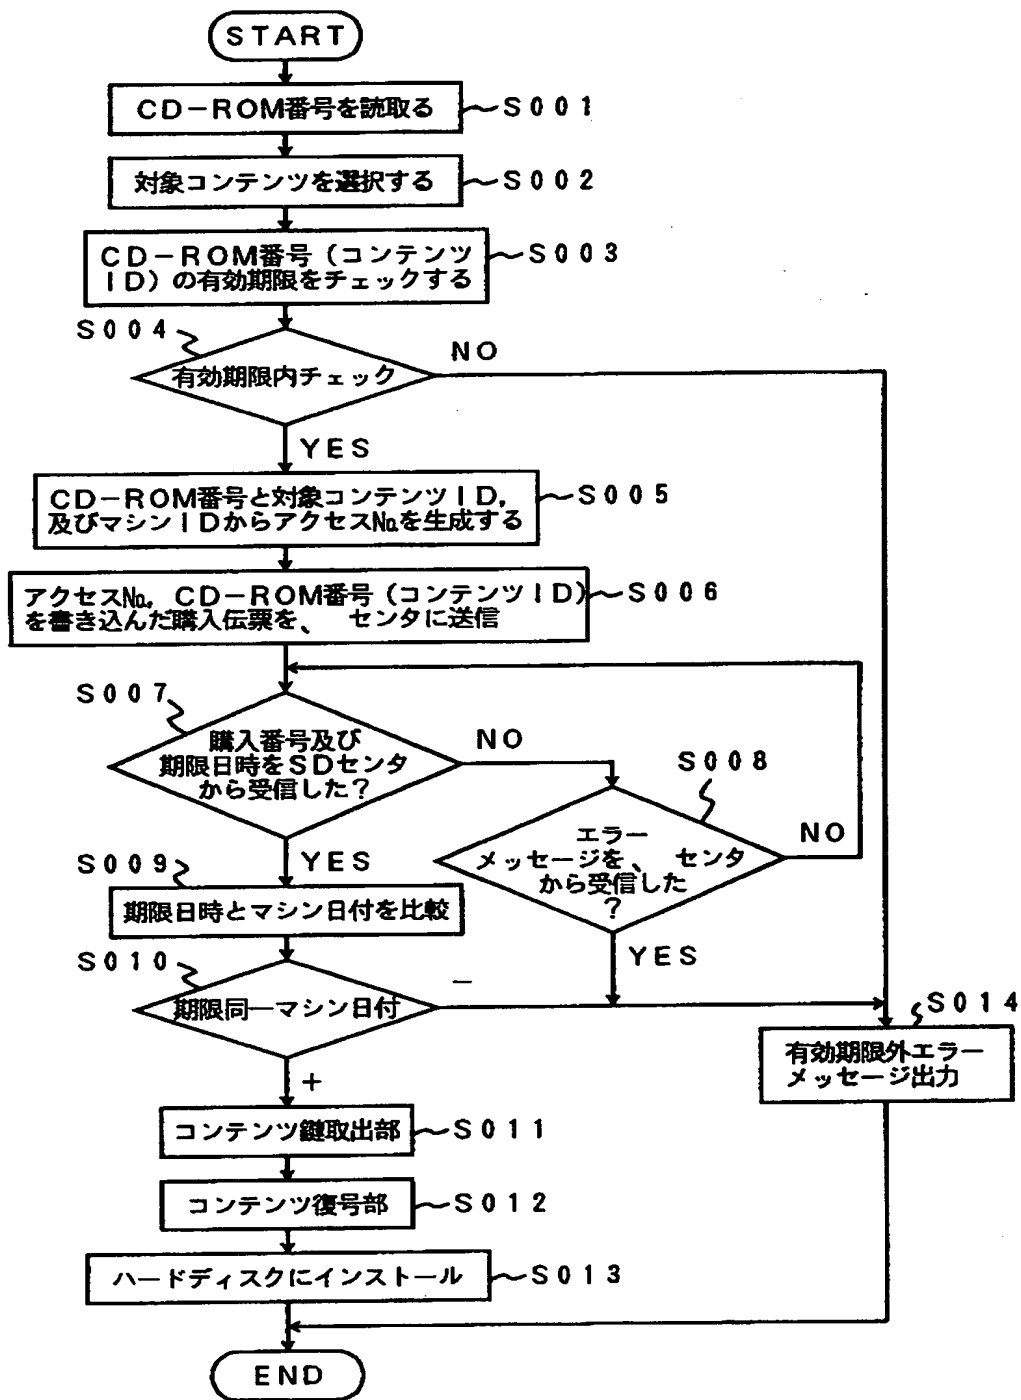 START
CD-ROM番号を読取る
S001
対象コンテンツを選択する
S002
CD-ROM番号(コンテンツ
ID)の有効期限をチェックする
S003
S004
有効期限内チェック
NO
YES
CD-ROM番号と対象コンテンツID,
及びマシンIDからアクセス№を生成する
S005
アクセス№, CD-ROM番号(コンテンツID)
を書き込んだ購入伝票を、 センタに送信
S006
S007
購入番号及び
期限日時をSDセンタ
から受信した?
NO
YES
S008
エラー
メッセージを、 センタ
から受信した
?
NO
YES
S009
期限日時とマシン日付を比較
S010
期限同一マシン日付
-
+
S014
有効期限外エラー
メッセージ出力
コンテンツ鍵取出部
S011
コンテンツ復号部
S012
ハードディスクにインストール
S013
END